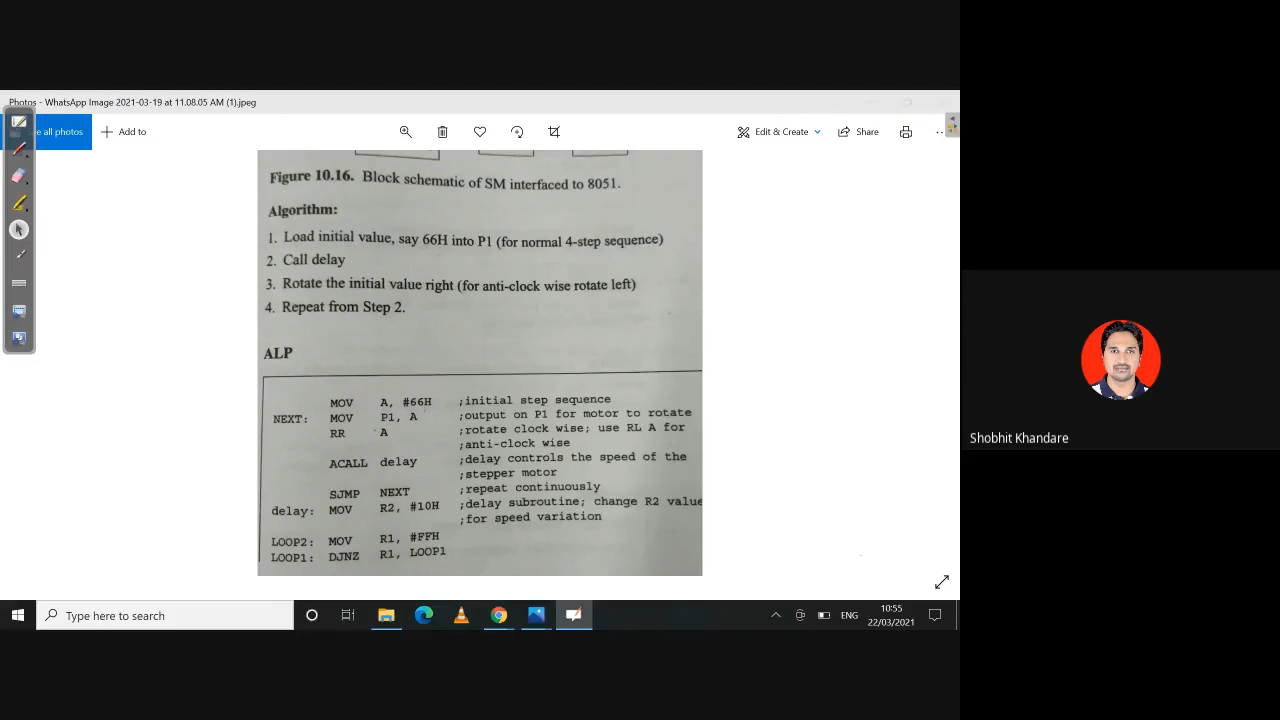 Photos - WhatsApp Image 2021-03-19 at 11.08.05 AM (1).jpeg
all photos
Add to
Edit & Create
Share
Figure 10.16. Block schematic of SM interfaced to 8051.
Algorithm:
1. Load initial value, say 66H into P1 (for normal 4-step sequence)
2. Call delay
3. Rotate the initial value right (for anti-clock wise rotate left)
4. Repeat from Step 2.
ALP
MOV A, #66H ;initial step sequence
NEXT: MOV P1, A ;output on P1 for motor to rotate
RR A ;rotate clock wise; use RL A for
;anti-clock wise
ACALL delay ;delay controls the speed of the
;stepper motor
SJMP NEXT ;repeat continuously
delay: MOV R2, #10H ;delay subroutine; change R2 value
;for speed variation
LOOP2: MOV R1, #FFH
LOOP1: DJNZ R1, LOOP1
Shobhit Khandare
Type here to search
ENG
10:55
22/03/2021